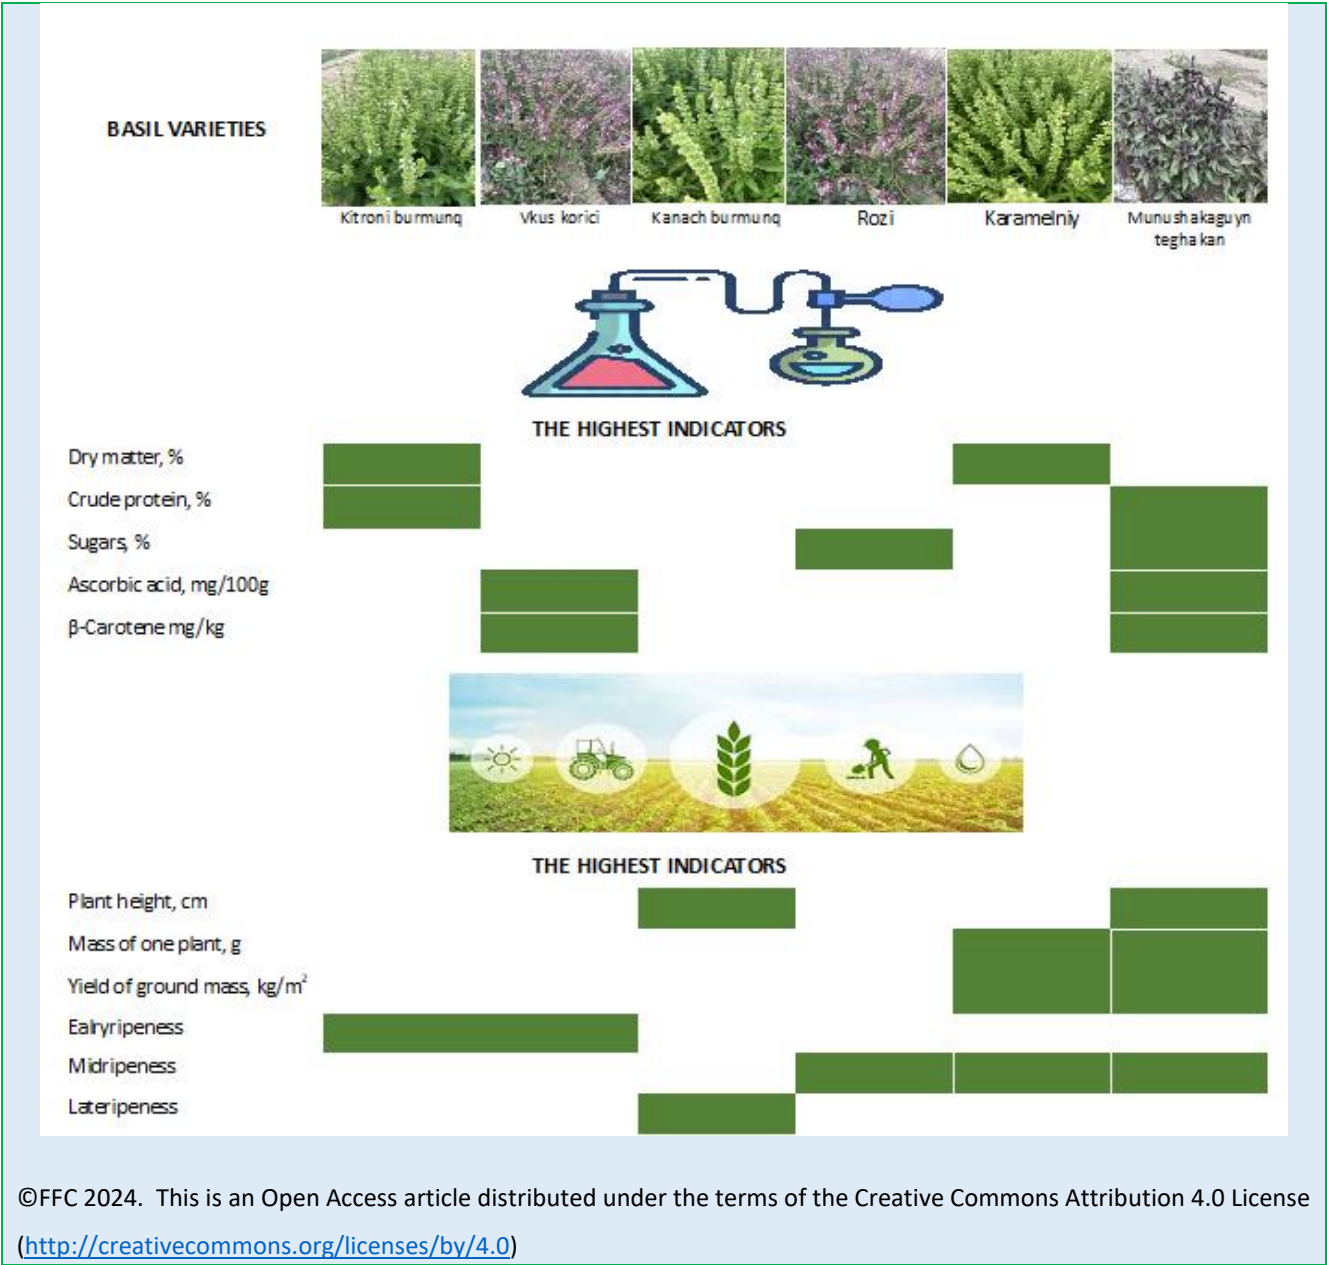 BASIL VARIETIES
Kitroni burmunq
Vkus korici
Kanach burmunq
Rozi
Karamelniy
Munushakaguyn
teghakan
THE HIGHEST INDICATORS
Dry matter, %
Crude protein, %
Sugars, %
Ascorbic acid, mg/100g
β-Carotene mg/kg
THE HIGHEST INDICATORS
Plant height, cm
Mass of one plant, g
Yield of ground mass, kg/m²
Ealryripeness
Midripeness
Lateripeness
©FFC 2024. This is an Open Access article distributed under the terms of the Creative Commons Attribution 4.0 License
(http://creativecommons.org/licenses/by/4.0)